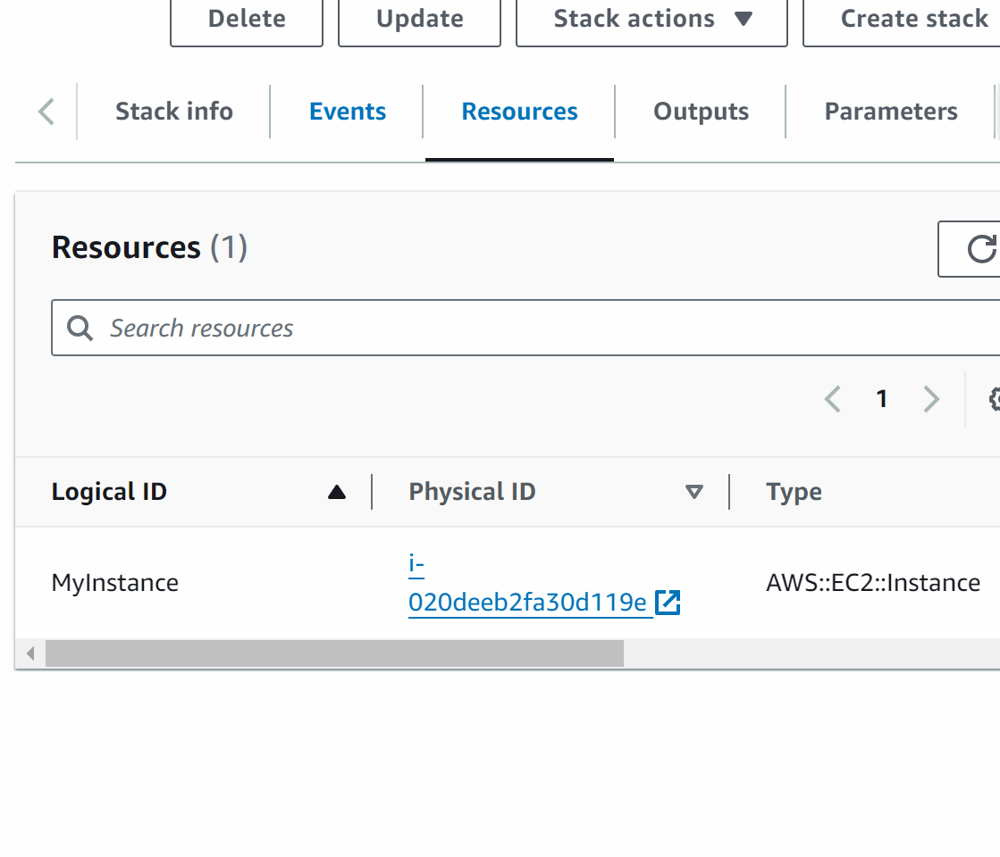 Delete Update Stack actions Create stack
Stack info Events Resources Outputs Parameters
Resources (1)
Search resources
1
Logical ID Physical ID Type
MyInstance i-020deeb2fa30d119e AWS::EC2::Instance